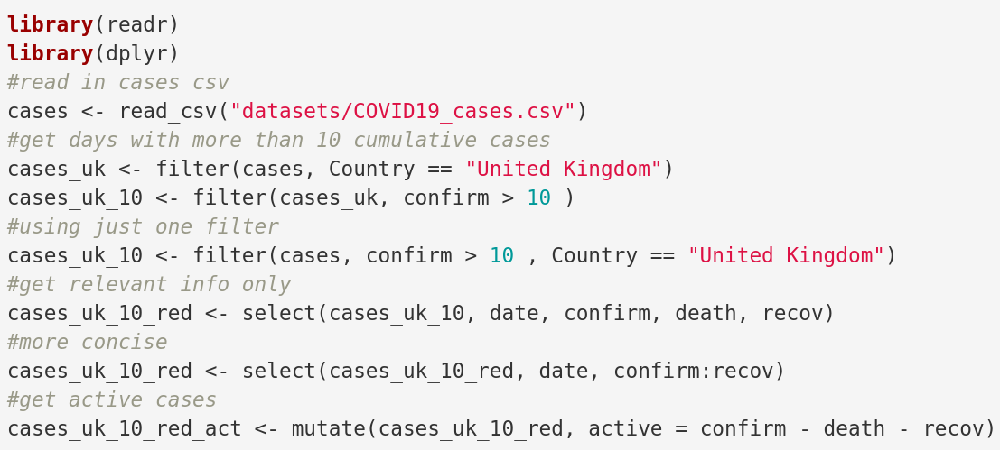 library(readr)
library(dplyr)
#read in cases csv
cases <- read_csv("datasets/COVID19_cases.csv")
#get days with more than 10 cumulative cases
cases_uk <- filter(cases, Country == "United Kingdom")
cases_uk_10 <- filter(cases_uk, confirm > 10 )
#using just one filter
cases_uk_10 <- filter(cases, confirm > 10 , Country == "United Kingdom")
#get relevant info only
cases_uk_10_red <- select(cases_uk_10, date, confirm, death, recov)
#more concise
cases_uk_10_red <- select(cases_uk_10_red, date, confirm:recov)
#get active cases
cases_uk_10_red_act <- mutate(cases_uk_10_red, active = confirm - death - recov)